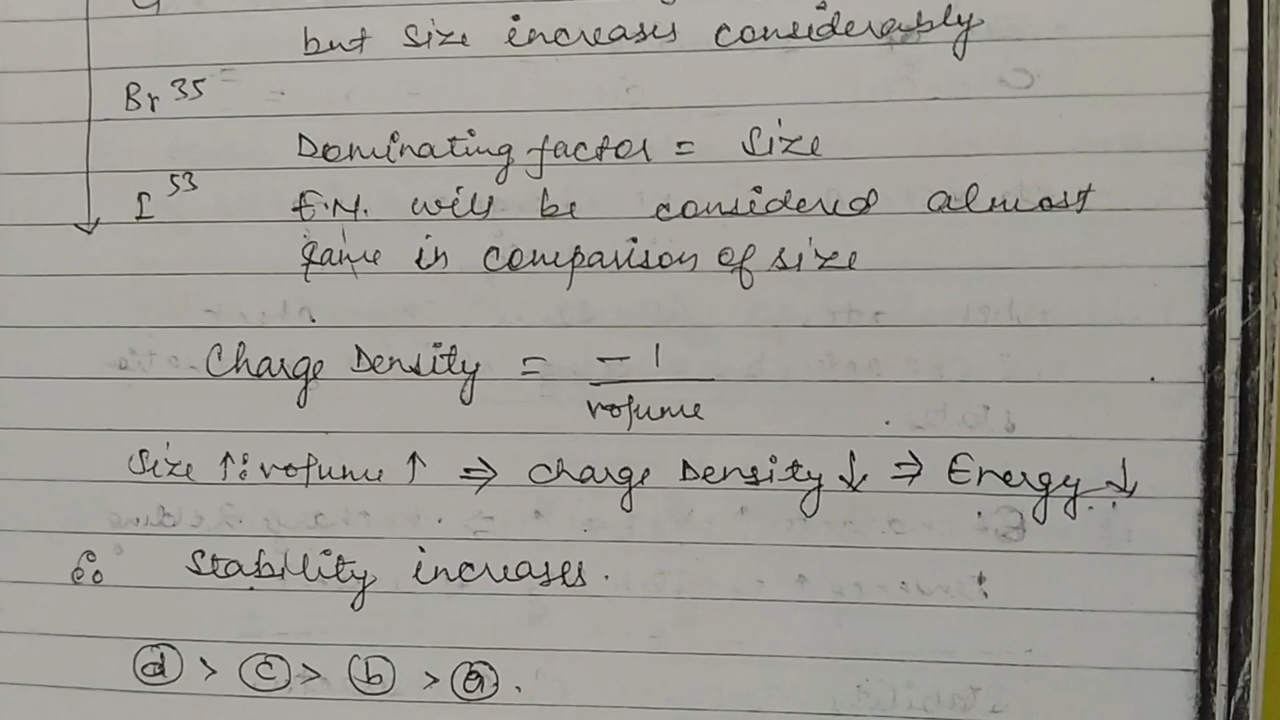 but size increases considerably
Br 35
Dominating factor = Size
I 53 E.N. will be considered almost
same in comparison of size
Charge Density = -1 / volume
Size ↑ ∴ volume ↑ ⇒ Charge Density ↓ ⇒ Energy ↓
∴ Stability increases.
ⓓ > ⓒ > ⓑ > ⓐ.